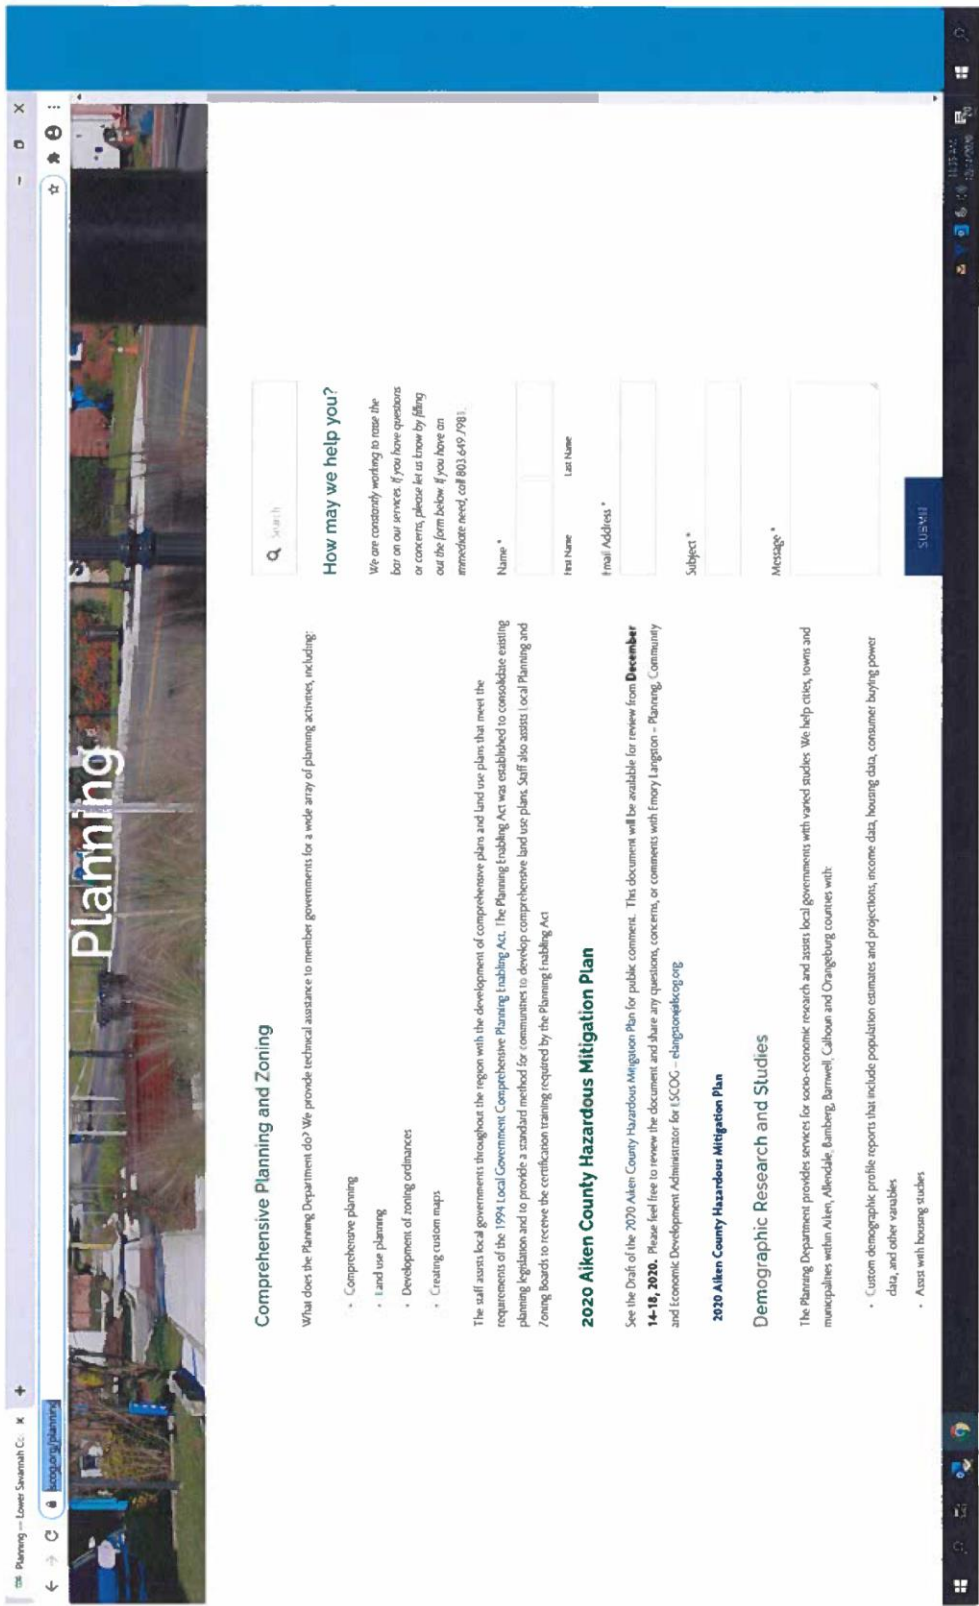 Planning — Lower Savannah Co
lscog.org/planning
Planning
Comprehensive Planning and Zoning
What does the Planning Department do? We provide technical assistance to member governments for a wide array of planning activities, including:
• Comprehensive planning
• Land use planning
• Development of zoning ordinances
• Creating custom maps
The staff assists local governments throughout the region with the development of comprehensive plans and land use plans that meet the
requirements of the 1994 Local Government Comprehensive Planning Enabling Act. The Planning Enabling Act was established to consolidate existing
planning legislation and to provide a standard method for communities to develop comprehensive land use plans. Staff also assists Local Planning and
Zoning Boards to receive the certification training required by the Planning Enabling Act
2020 Aiken County Hazardous Mitigation Plan
See the Draft of the 2020 Aiken County Hazardous Mitigation Plan for public comment. This document will be available for review from December
14-18, 2020. Please feel free to review the document and share any questions, concerns, or comments with Emory Langston – Planning, Community
and Economic Development Administrator for LSCOG – elangston@lscog.org
2020 Aiken County Hazardous Mitigation Plan
Demographic Research and Studies
The Planning Department provides services for socio-economic research and assists local governments with varied studies We help cities, towns and
municipalities within Aiken, Allendale, Bamberg, Barnwell, Calhoun and Orangeburg counties with:
• Custom demographic profile reports that include population estimates and projections, income data, housing data, consumer buying power
data, and other variables
• Assist with housing studies
Search
How may we help you?
We are constantly working to raise the
bar on our services. If you have questions
or concerns, please let us know by filling
out the form below. If you have an
immediate need, call 803.649.7981.
Name *
First Name Last Name
Email Address *
Subject *
Message *
SUBMIT